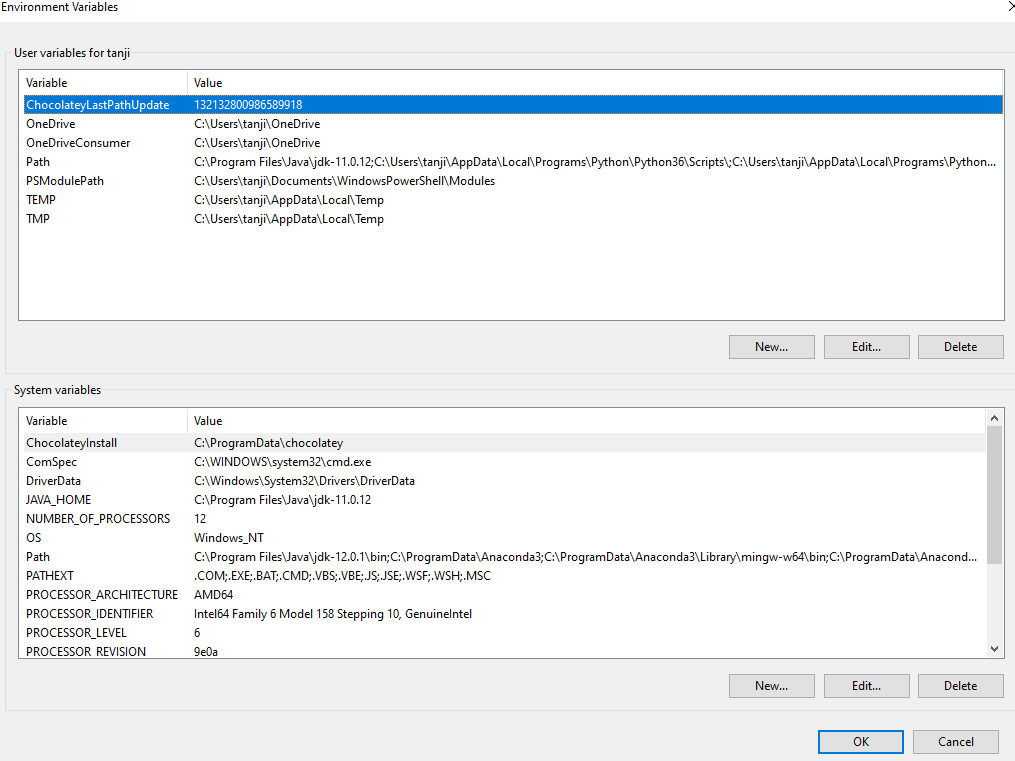 Environment Variables
User variables for tanji
Variable Value
ChocolateyLastPathUpdate 132132800986589918
OneDrive C:\Users\tanji\OneDrive
OneDriveConsumer C:\Users\tanji\OneDrive
Path C:\Program Files\Java\jdk-11.0.12;C:\Users\tanji\AppData\Local\Programs\Python\Python36\Scripts\;C:\Users\tanji\AppData\Local\Programs\Python...
PSModulePath C:\Users\tanji\Documents\WindowsPowerShell\Modules
TEMP C:\Users\tanji\AppData\Local\Temp
TMP C:\Users\tanji\AppData\Local\Temp
New... Edit... Delete
System variables
Variable Value
ChocolateyInstall C:\ProgramData\chocolatey
ComSpec C:\WINDOWS\system32\cmd.exe
DriverData C:\Windows\System32\Drivers\DriverData
JAVA_HOME C:\Program Files\Java\jdk-11.0.12
NUMBER_OF_PROCESSORS 12
OS Windows_NT
Path C:\Program Files\Java\jdk-12.0.1\bin;C:\ProgramData\Anaconda3;C:\ProgramData\Anaconda3\Library\mingw-w64\bin;C:\ProgramData\Anacond...
PATHEXT .COM;.EXE;.BAT;.CMD;.VBS;.VBE;.JS;.JSE;.WSF;.WSH;.MSC
PROCESSOR_ARCHITECTURE AMD64
PROCESSOR_IDENTIFIER Intel64 Family 6 Model 158 Stepping 10, GenuineIntel
PROCESSOR_LEVEL 6
PROCESSOR_REVISION 9e0a
New... Edit... Delete
OK Cancel